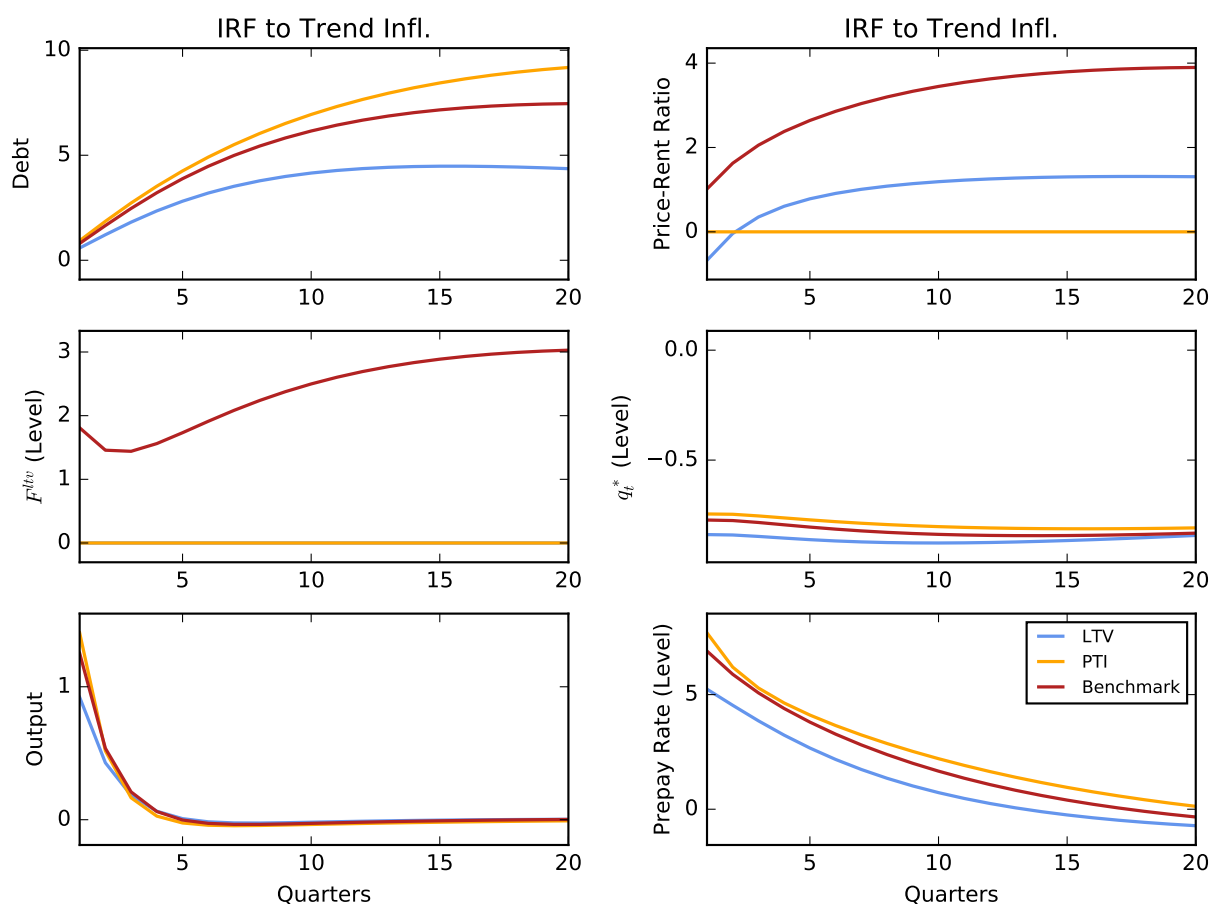 IRF to Trend Infl.
Debt
10
5
0
5 10 15 20
IRF to Trend Infl.
Price-Rent Ratio
4
2
0
5 10 15 20
F^{ltv} (Level)
3
2
1
0
5 10 15 20
q_t^* (Level)
0.0
−0.5
5 10 15 20
Output
1
0
5 10 15 20
Quarters
Prepay Rate (Level)
5
0
5 10 15 20
Quarters
LTV
PTI
Benchmark